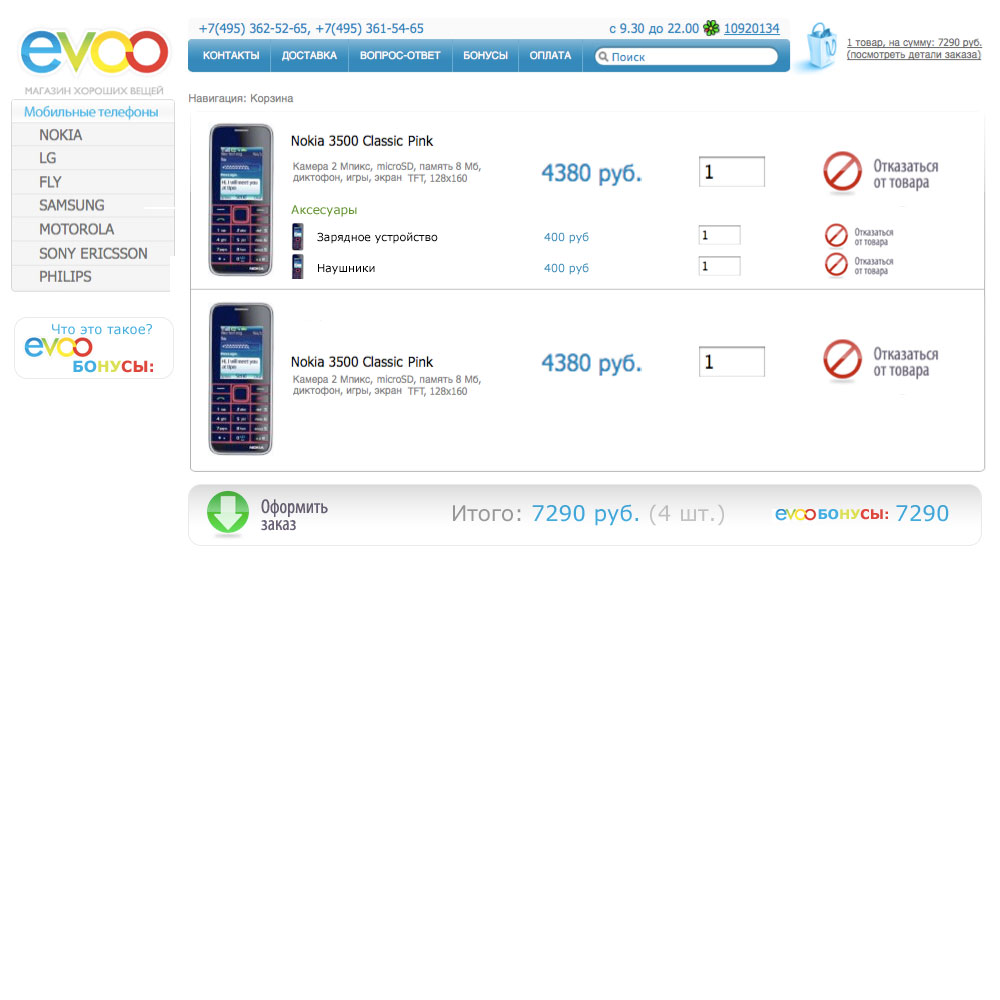 +7(495) 362-52-65, +7(495) 361-54-65
с 9.30 до 22.00 10920134
evoo
МАГАЗИН ХОРОШИХ ВЕЩЕЙ
КОНТАКТЫ ДОСТАВКА ВОПРОС-ОТВЕТ БОНУСЫ ОПЛАТА Поиск
1 товар, на сумму: 7290 руб.
(посмотреть детали заказа)
Мобильные телефоны
NOKIA
LG
FLY
SAMSUNG
MOTOROLA
SONY ERICSSON
PHILIPS
Что это такое?
evoo
БОНУСЫ:
Навигация: Корзина
Nokia 3500 Classic Pink
Камера 2 Мпикс, microSD, память 8 Мб,
диктофон, игры, экран TFT, 128x160
4380 руб.
1
Отказаться
от товара
Аксесуары
Зарядное устройство 400 руб 1
Отказаться
от товара
Наушники 400 руб 1
Отказаться
от товара
Nokia 3500 Classic Pink
Камера 2 Мпикс, microSD, память 8 Мб,
диктофон, игры, экран TFT, 128x160
4380 руб.
1
Отказаться
от товара
Оформить
заказ
Итого: 7290 руб. (4 шт.)
evoo БОНУСЫ: 7290